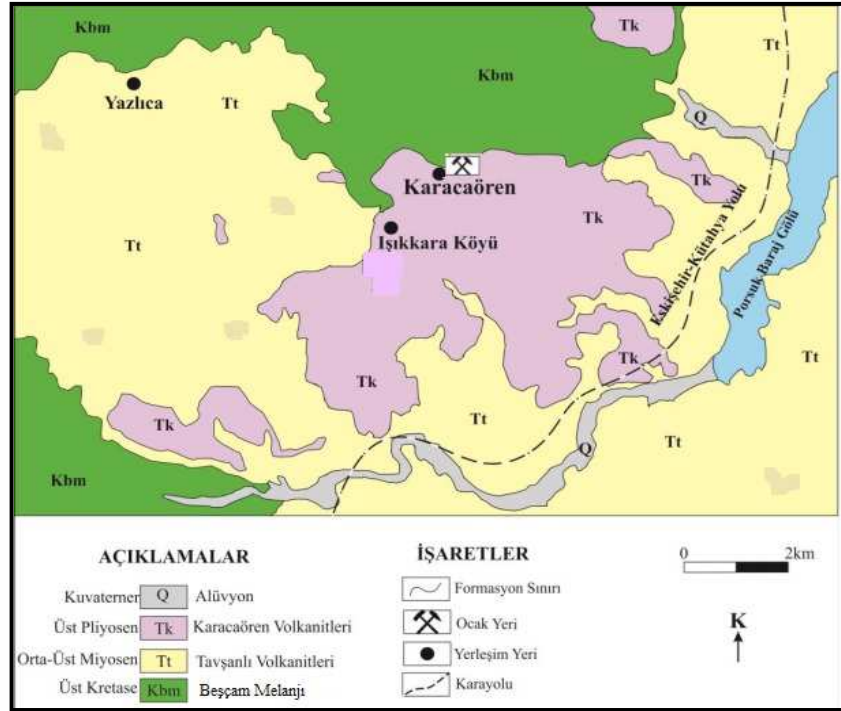 Kbm
Tk
Tt
Kbm
Yazlıca
Tt
Q
Karacaören
Tk
Tk
Işıkkara Köyü
Tt
Eskişehir-Kütahya Yolu
Porsuk Baraj Gölü
Tk
Tk
Tt
Tk
Tt
Tt
Q
Kbm
AÇIKLAMALAR
Kuvaterner Q Alüvyon
Üst Pliyosen Tk Karacaören Volkanitleri
Orta-Üst Miyosen Tt Tavşanlı Volkanitleri
Üst Kretase Kbm Beşçam Melanjı
İŞARETLER
Formasyon Sınırı
Ocak Yeri
Yerleşim Yeri
Karayolu
0 2km
K